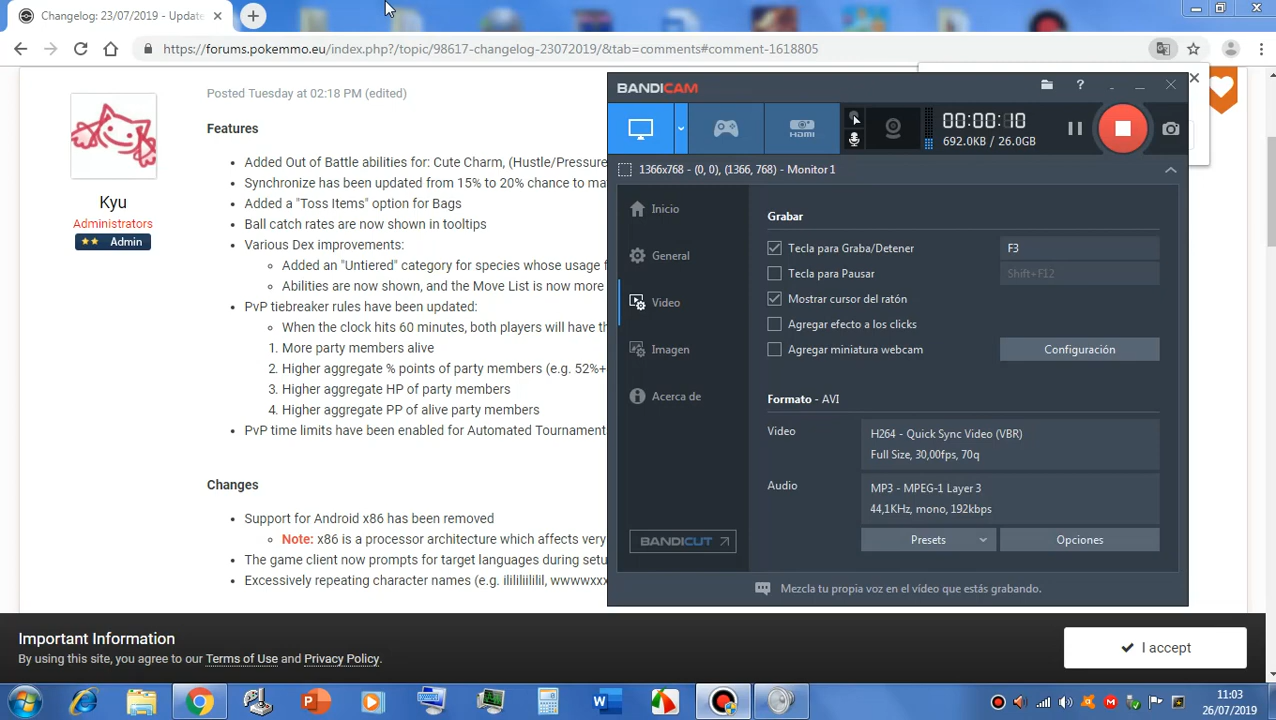 Changelog: 23/07/2019 - Update
https://forums.pokemmo.eu/index.php?/topic/98617-changelog-23072019/&tab=comments#comment-1618805
Posted Tuesday at 02:18 PM (edited)
Kyu
Administrators
Admin
Features
Added Out of Battle abilities for: Cute Charm, (Hustle/Pressure
Synchronize has been updated from 15% to 20% chance to ma
Added a "Toss Items" option for Bags
Ball catch rates are now shown in tooltips
Various Dex improvements:
Added an "Untiered" category for species whose usage f
Abilities are now shown, and the Move List is now more
PvP tiebreaker rules have been updated:
When the clock hits 60 minutes, both players will have th
1. More party members alive
2. Higher aggregate % points of party members (e.g. 52%+
3. Higher aggregate HP of party members
4. Higher aggregate PP of alive party members
PvP time limits have been enabled for Automated Tournament
Changes
Support for Android x86 has been removed
Note: x86 is a processor architecture which affects very
The game client now prompts for target languages during setu
Excessively repeating character names (e.g. ililiiliilil, wwwwxxx
BANDICAM
HDMI
00:00:10
692.0KB / 26.0GB
1366x768 - (0, 0), (1366, 768) - Monitor 1
Inicio
General
Video
Imagen
Acerca de
BANDICUT
Grabar
Tecla para Graba/Detener
F3
Tecla para Pausar
Shift+F12
Mostrar cursor del ratón
Agregar efecto a los clicks
Agregar miniatura webcam
Configuración
Formato - AVI
Video
H264 - Quick Sync Video (VBR)
Full Size, 30,00fps, 70q
Audio
MP3 - MPEG-1 Layer 3
44,1KHz, mono, 192kbps
Presets
Opciones
Mezcla tu propia voz en el vídeo que estás grabando.
Important Information
By using this site, you agree to our Terms of Use and Privacy Policy.
I accept
11:03
26/07/2019